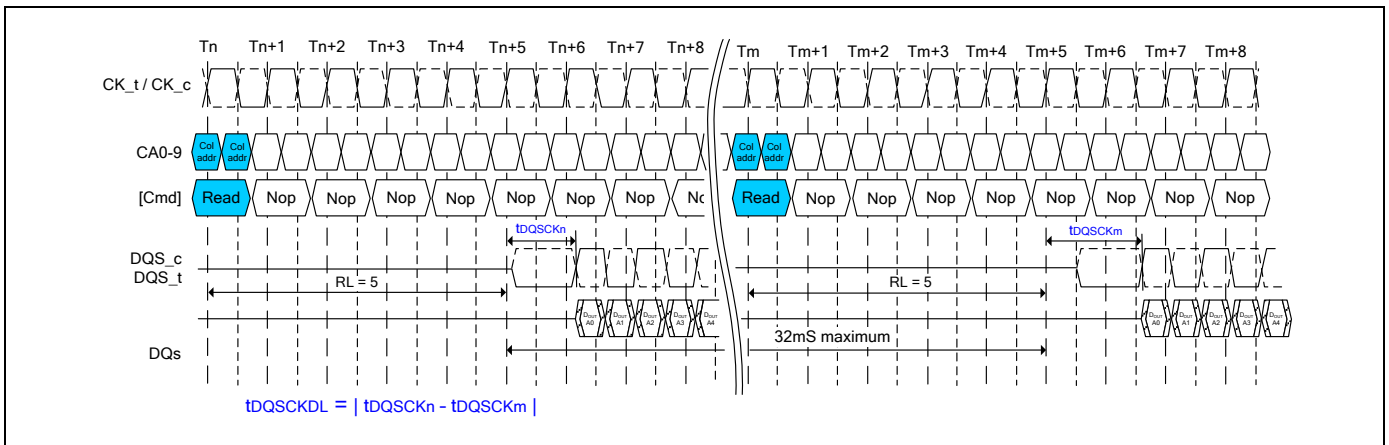 Tn Tn+1 Tn+2 Tn+3 Tn+4 Tn+5 Tn+6 Tn+7 Tn+8 Tm Tm+1 Tm+2 Tm+3 Tm+4 Tm+5 Tm+6 Tm+7 Tm+8
CK_t / CK_c
CA0-9 Col addr Col addr Col addr Col addr
[Cmd] Read Nop Nop Nop Nop Nop Nop Nop Nc Read Nop Nop Nop Nop Nop Nop Nop Nop
tDQSCKn tDQSCKm
DQS_c
DQS_t
RL = 5 RL = 5
DOUT A0 DOUT A1 DOUT A2 DOUT A3 DOUT A4 DOUT A0 DOUT A1 DOUT A2 DOUT A3 DOUT A4
32mS maximum
DQs
tDQSCKDL = | tDQSCKn - tDQSCKm |